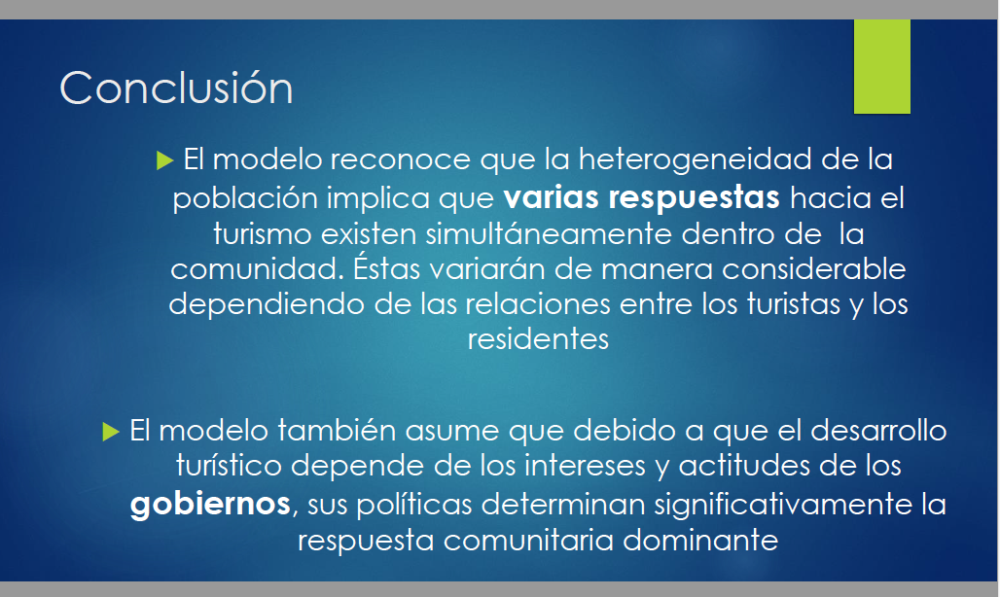 Conclusión
El modelo reconoce que la heterogeneidad de la
población implica que varias respuestas hacia el
turismo existen simultáneamente dentro de  la
comunidad. Éstas variarán de manera considerable
dependiendo de las relaciones entre los turistas y los
residentes
El modelo también asume que debido a que el desarrollo
turístico depende de los intereses y actitudes de los
gobiernos, sus políticas determinan significativamente la
respuesta comunitaria dominante